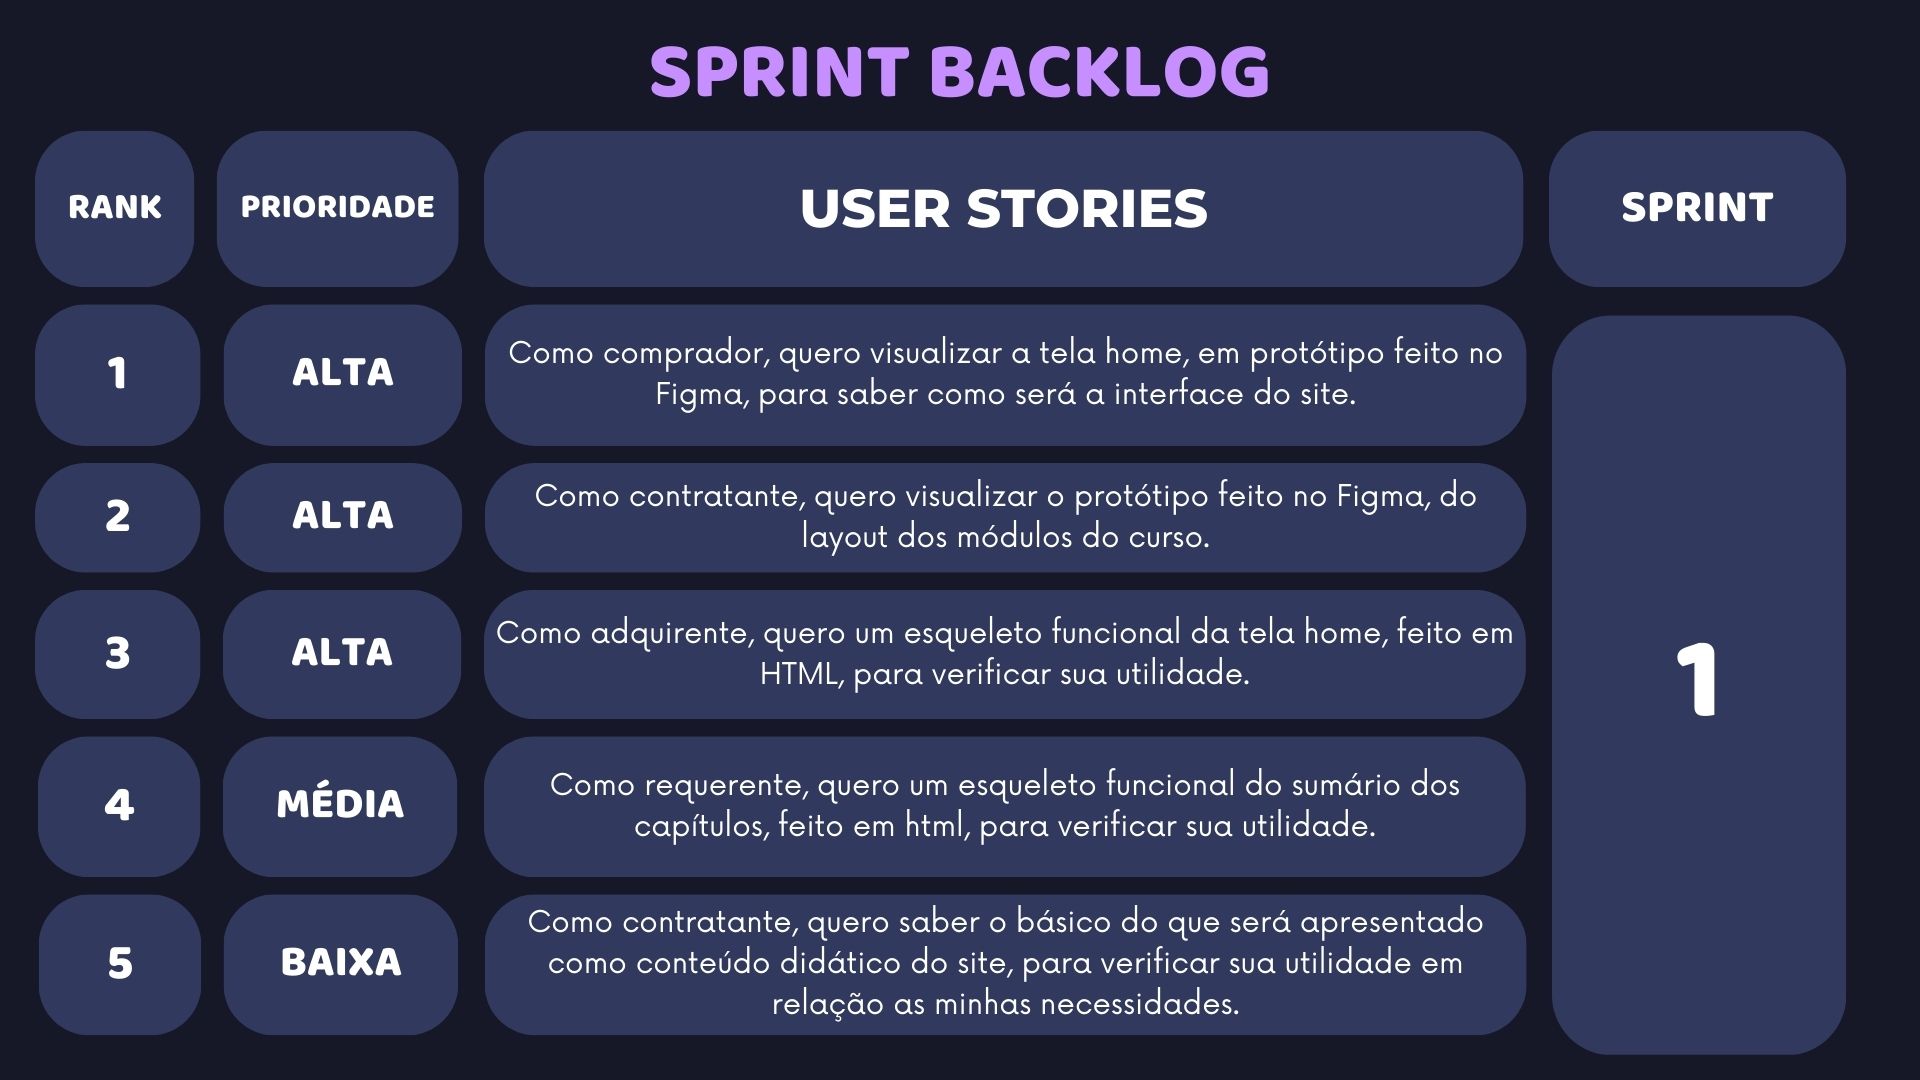 SPRINT BACKLOG
RANK
PRIORIDADE
USER STORIES
SPRINT
1
ALTA
Como comprador, quero visualizar a tela home, em protótipo feito no
Figma, para saber como será a interface do site.
2
ALTA
Como contratante, quero visualizar o protótipo feito no Figma, do
layout dos módulos do curso.
3
ALTA
Como adquirente, quero um esqueleto funcional da tela home, feito em
HTML, para verificar sua utilidade.
4
MÉDIA
Como requerente, quero um esqueleto funcional do sumário dos
capítulos, feito em html, para verificar sua utilidade.
5
BAIXA
Como contratante, quero saber o básico do que será apresentado
como conteúdo didático do site, para verificar sua utilidade em
relação as minhas necessidades.
1